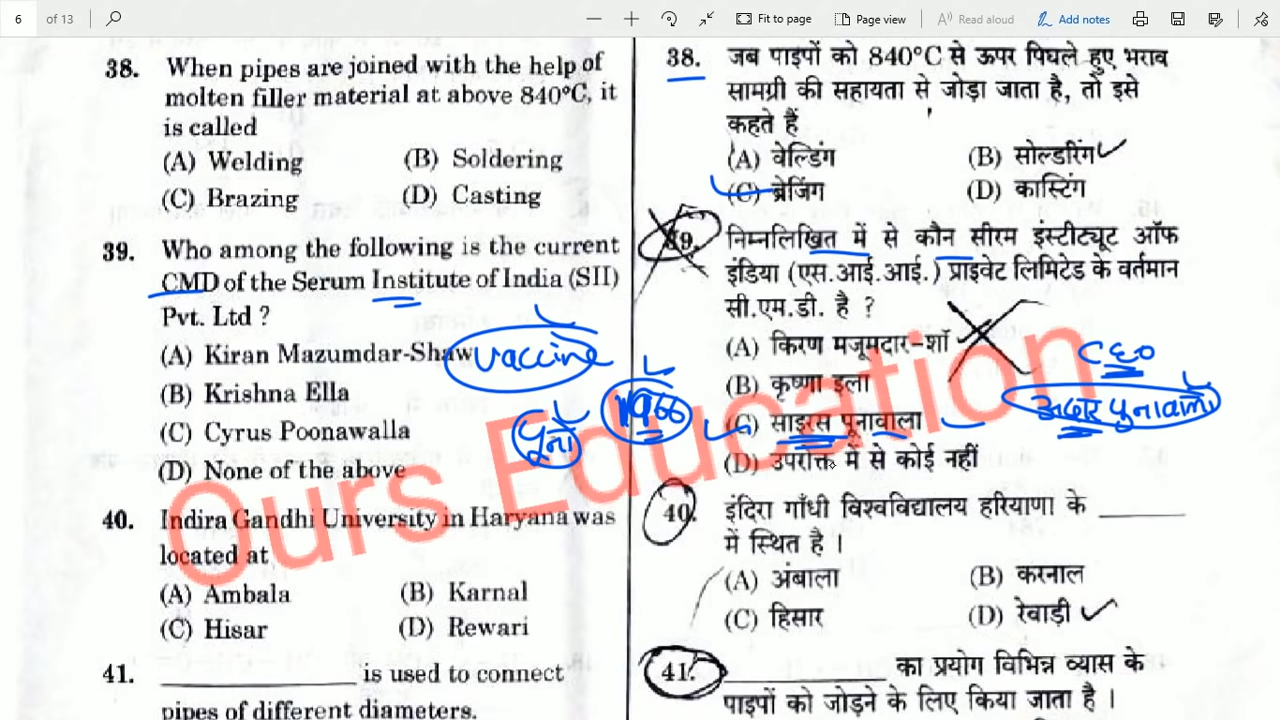 6 of 13
Fit to page
Page view
Read aloud
Add notes
38. When pipes are joined with the help of
molten filler material at above 840°C, it
is called
(A) Welding (B) Soldering
(C) Brazing (D) Casting
39. Who among the following is the current
CMD of the Serum Institute of India (SII)
Pvt. Ltd ?
(A) Kiran Mazumdar-Shaw
(B) Krishna Ella
(C) Cyrus Poonawalla
(D) None of the above
40. Indira Gandhi University in Haryana was
located at
(A) Ambala (B) Karnal
(C) Hisar (D) Rewari
41. ______________ is used to connect
pipes of different diameters.
vaccine
पूना
1966
38. जब पाइपों को 840°C से ऊपर पिघले हुए भराव
सामग्री की सहायता से जोड़ा जाता है, तो इसे
कहते हैं
(A) वेल्डिंग (B) सोल्डरिंग
(C) ब्रेजिंग (D) कास्टिंग
39. निम्नलिखित में से कौन सीरम इंस्टीट्यूट ऑफ
इंडिया (एस.आई.आई.) प्राइवेट लिमिटेड के वर्तमान
सी.एम.डी. है ?
(A) किरण मजूमदार-शॉ
(B) कृष्णा इला
(C) साइरस पूनावाला
(D) उपरोक्त में से कोई नहीं
CEO
अदार पुनावाला
40. इंदिरा गाँधी विश्वविद्यालय हरियाणा के ______
में स्थित है ।
(A) अंबाला (B) करनाल
(C) हिसार (D) रेवाड़ी
41. ____________ का प्रयोग विभिन्न व्यास के
पाइपों को जोड़ने के लिए किया जाता है ।
Ours Education